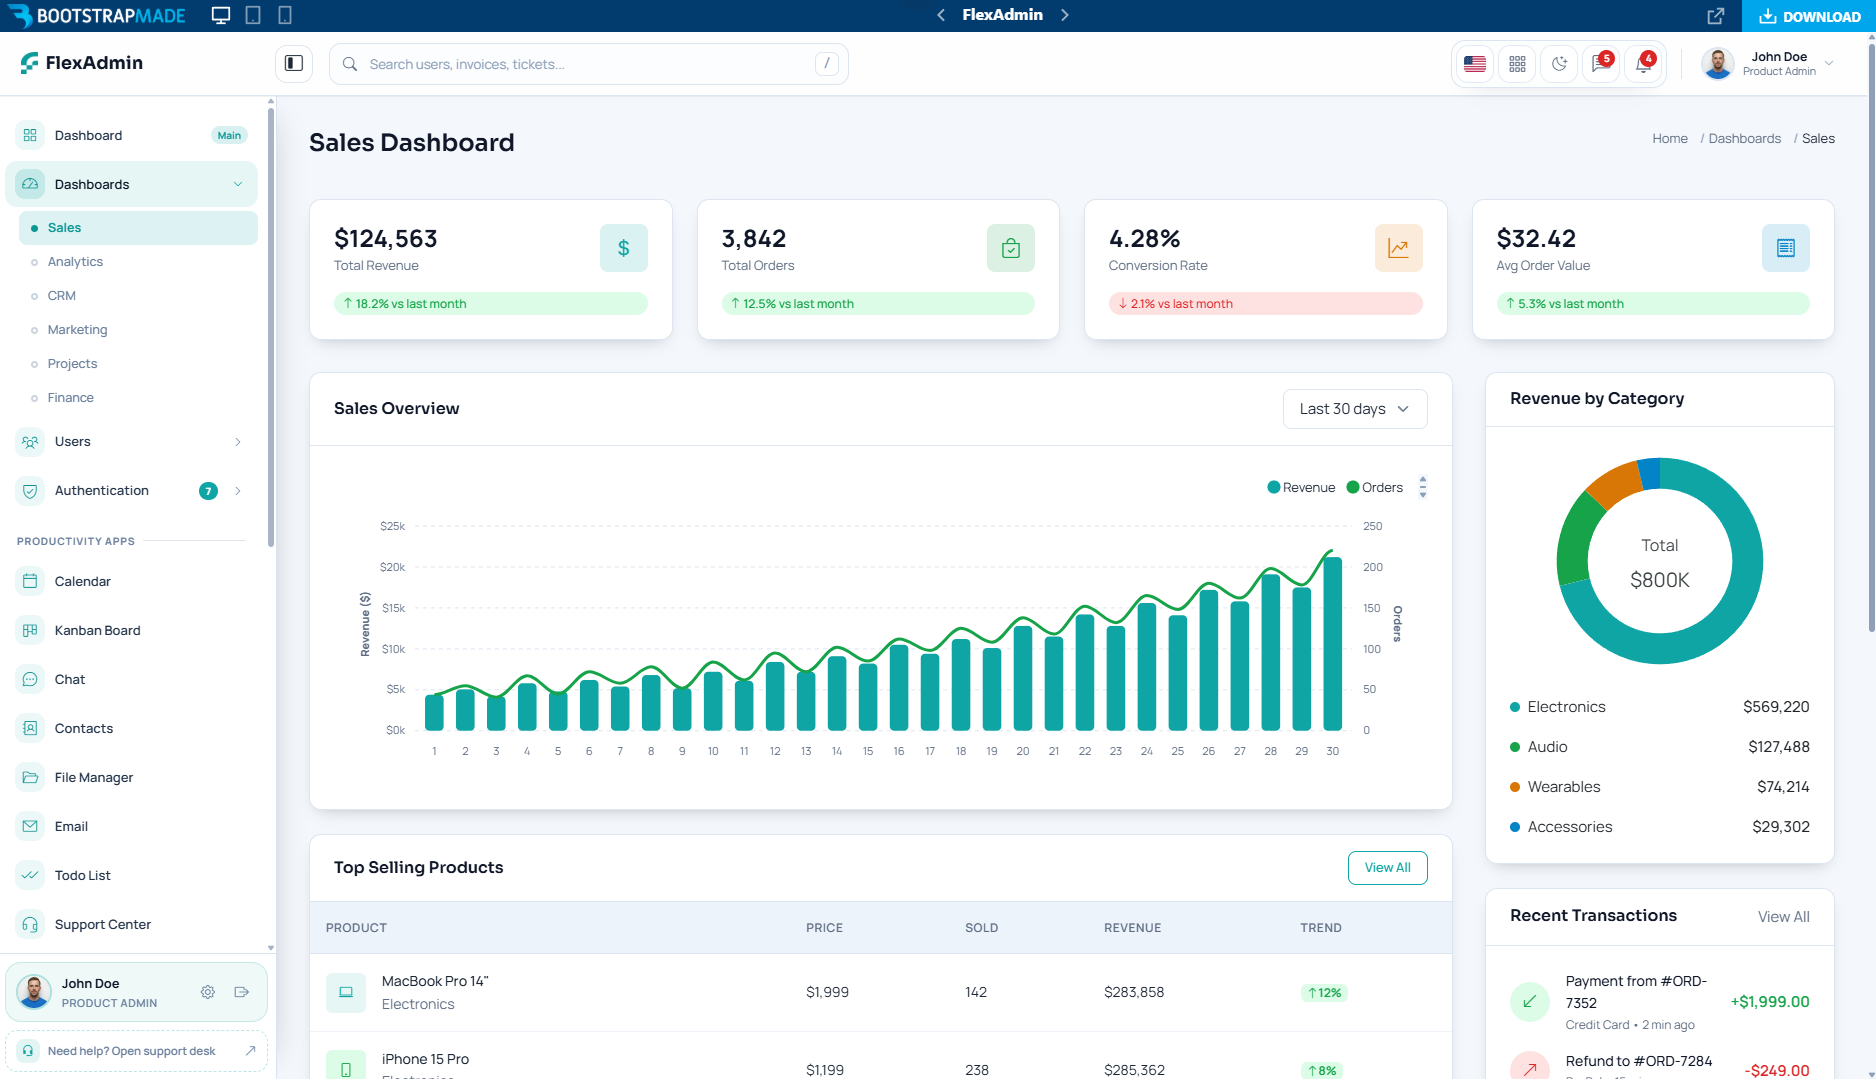 BOOTSTRAPMADE
FlexAdmin
DOWNLOAD
FlexAdmin
Search users, invoices, tickets...
/
5
4
John Doe
Product Admin
Dashboard
Main
Dashboards
Sales
Analytics
CRM
Marketing
Projects
Finance
Users
Authentication
7
PRODUCTIVITY APPS
Calendar
Kanban Board
Chat
Contacts
File Manager
Email
Todo List
Support Center
John Doe
PRODUCT ADMIN
Need help? Open support desk
Sales Dashboard
Home / Dashboards / Sales
$124,563
Total Revenue
$
↑ 18.2% vs last month
3,842
Total Orders
↑ 12.5% vs last month
4.28%
Conversion Rate
↓ 2.1% vs last month
$32.42
Avg Order Value
↑ 5.3% vs last month
Sales Overview
Last 30 days
Revenue Orders
$25k
$20k
$15k
$10k
$5k
$0k
Revenue ($)
250
200
150
100
50
0
Orders
1 2 3 4 5 6 7 8 9 10 11 12 13 14 15 16 17 18 19 20 21 22 23 24 25 26 27 28 29 30
Revenue by Category
Total
$800K
Electronics $569,220
Audio $127,488
Wearables $74,214
Accessories $29,302
Top Selling Products
View All
PRODUCT PRICE SOLD REVENUE TREND
MacBook Pro 14"
Electronics
$1,999 142 $283,858 ↑12%
iPhone 15 Pro
$1,199 238 $285,362 ↑8%
Recent Transactions
View All
Payment from #ORD-
7352
Credit Card • 2 min ago
+$1,999.00
Refund to #ORD-7284
-$249.00